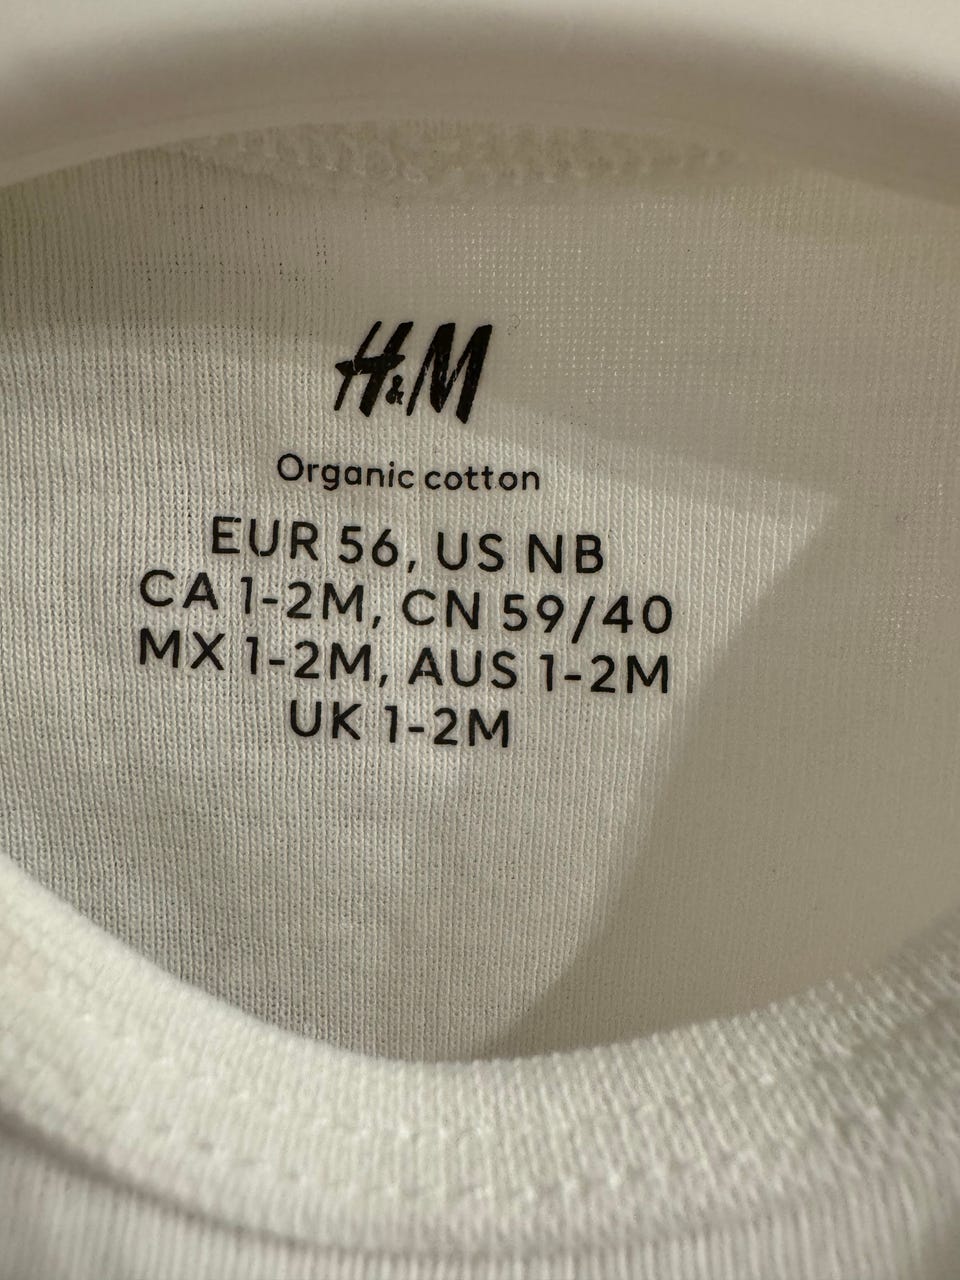 H&M
Organic cotton
EUR 56, US NB
CA 1-2M, CN 59/40
MX 1-2M, AUS 1-2M
UK 1-2M